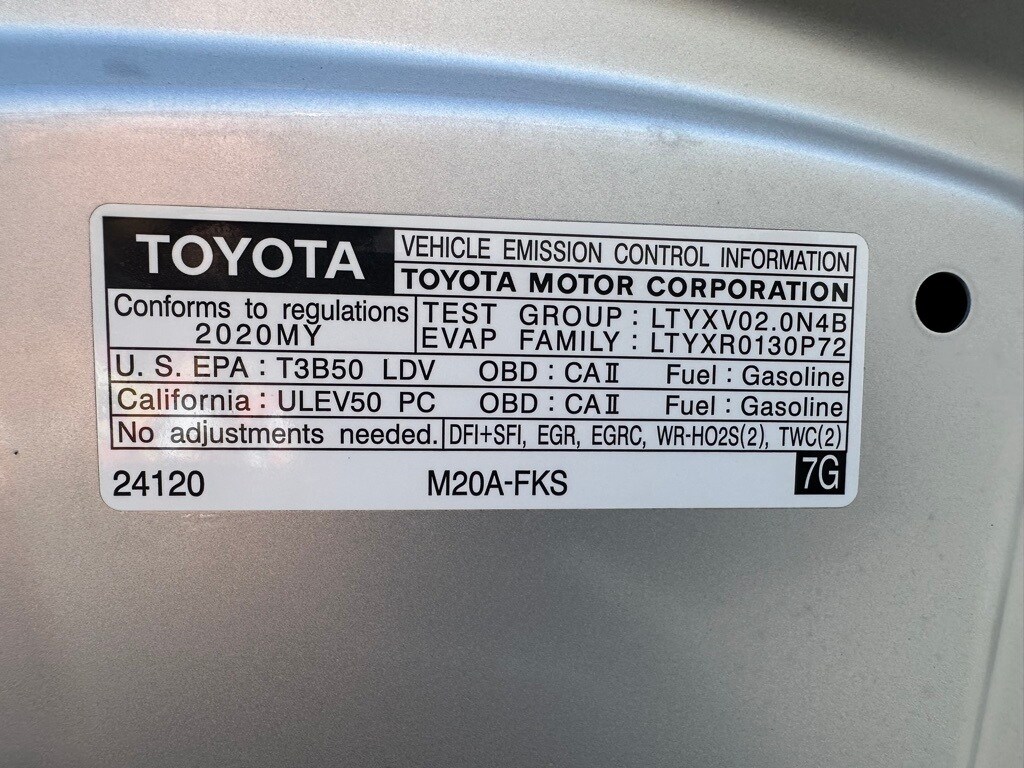 TOYOTA
VEHICLE EMISSION CONTROL INFORMATION
TOYOTA MOTOR CORPORATION
Conforms to regulations
2020MY
TEST GROUP : LTYXV02.0N4B
EVAP FAMILY : LTYXR0130P72
U. S. EPA : T3B50 LDV OBD : CAⅡ Fuel : Gasoline
California : ULEV50 PC OBD : CAⅡ Fuel : Gasoline
No adjustments needed. DFI+SFI, EGR, EGRC, WR-HO2S(2), TWC(2)
24120 M20A-FKS 7G